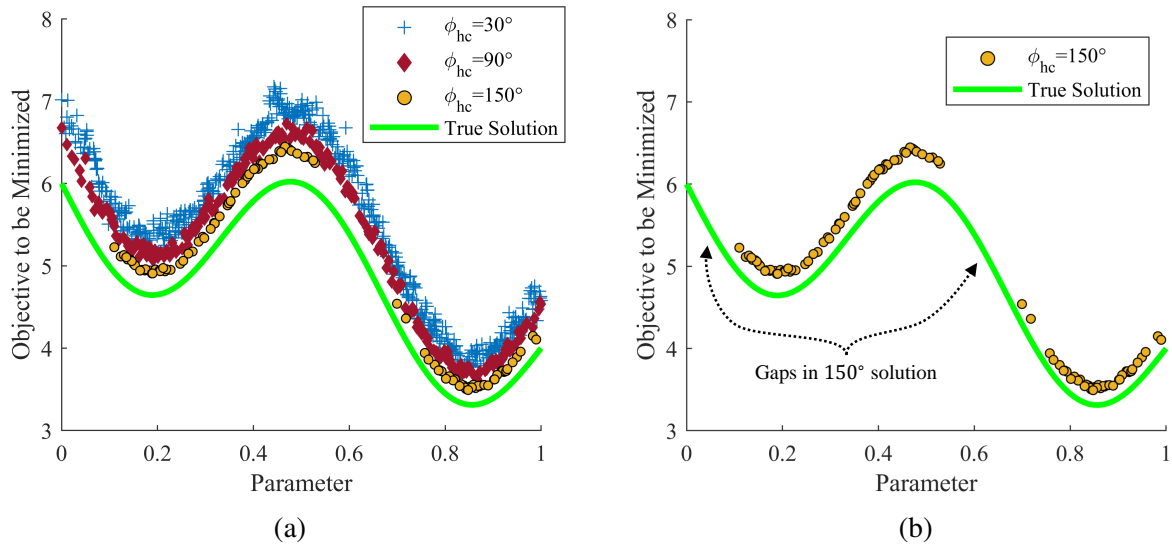 Objective to be Minimized
8
7
6
5
4
3
0
0.2
0.4
0.6
0.8
1
Parameter
ϕhc=30°
ϕhc=90°
ϕhc=150°
True Solution
(a)
Objective to be Minimized
8
7
6
5
4
3
0
0.2
0.4
0.6
0.8
1
Parameter
ϕhc=150°
True Solution
Gaps in 150° solution
(b)